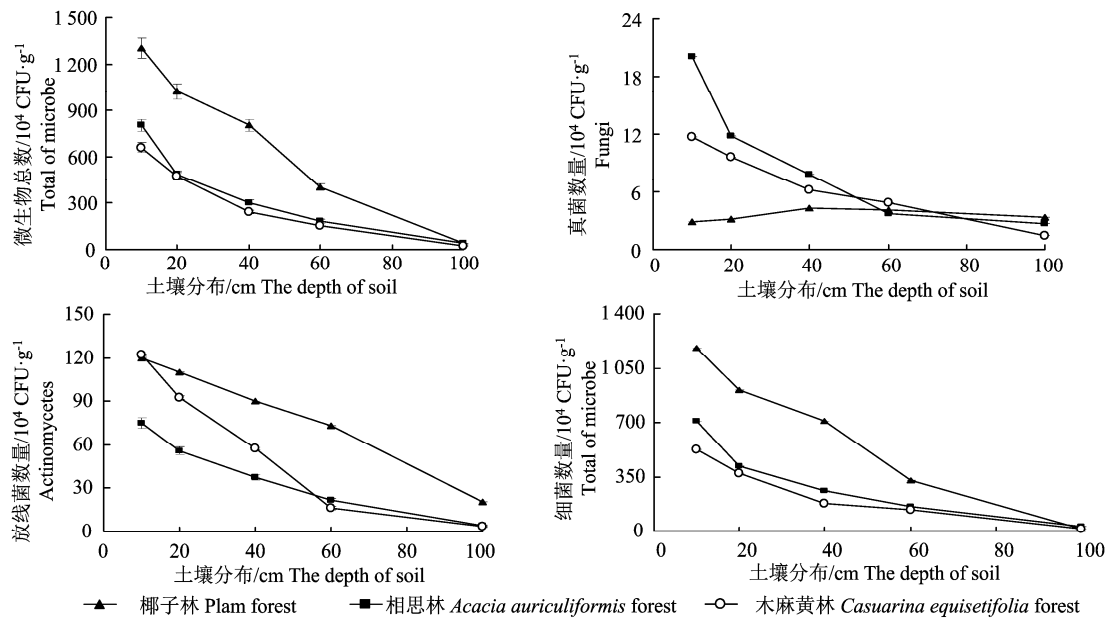 微生物总数/10⁴ CFU·g⁻¹
Total of microbe
1 500
1 200
900
600
300
0
0 20 40 60 80 100
土壤分布/cm The depth of soil
真菌数量/10⁴ CFU·g⁻¹
Fungi
24
18
12
6
0
0 20 40 60 80 100
土壤分布/cm The depth of soil
放线菌数量/10⁴ CFU·g⁻¹
Actinomycetes
150
120
90
60
30
0
0 20 40 60 80 100
土壤分布/cm The depth of soil
细菌数量/10⁴ CFU·g⁻¹
Total of microbe
1 400
1 050
700
350
0
0 20 40 60 80 100
土壤分布/cm The depth of soil
椰子林 Plam forest 相思林 Acacia auriculiformis forest 木麻黄林 Casuarina equisetifolia forest